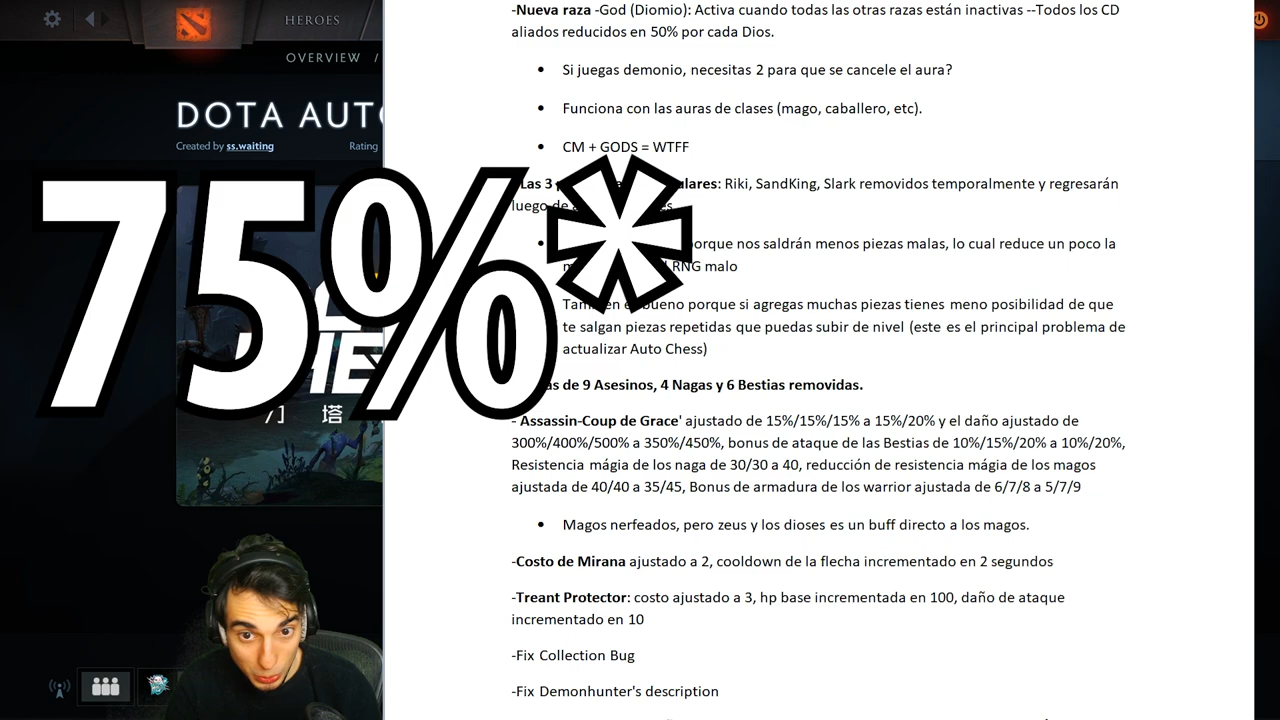 HEROES
OVERVIEW /
DOTA AUTO
Created by ss.waiting
Rating
刀 塔
75%*
-Nueva raza -God (Diomio): Activa cuando todas las otras razas están inactivas --Todos los CD
aliados reducidos en 50% por cada Dios.
• Si juegas demonio, necesitas 2 para que se cancele el aura?
• Funciona con las auras de clases (mago, caballero, etc).
• CM + GODS = WTFF
Las 3 : Riki, SandKing, Slark removidos temporalmente y regresarán
luego de
porque nos saldrán menos piezas malas, lo cual reduce un poco la
RNG malo
bueno porque si agregas muchas piezas tienes meno posibilidad de que
te salgan piezas repetidas que puedas subir de nivel (este es el principal problema de
actualizar Auto Chess)
de 9 Asesinos, 4 Nagas y 6 Bestias removidas.
- Assassin-Coup de Grace' ajustado de 15%/15%/15% a 15%/20% y el daño ajustado de
300%/400%/500% a 350%/450%, bonus de ataque de las Bestias de 10%/15%/20% a 10%/20%,
Resistencia mágia de los naga de 30/30 a 40, reducción de resistencia mágia de los magos
ajustada de 40/40 a 35/45, Bonus de armadura de los warrior ajustada de 6/7/8 a 5/7/9
• Magos nerfeados, pero zeus y los dioses es un buff directo a los magos.
-Costo de Mirana ajustado a 2, cooldown de la flecha incrementado en 2 segundos
-Treant Protector: costo ajustado a 3, hp base incrementada en 100, daño de ataque
incrementado en 10
-Fix Collection Bug
-Fix Demonhunter's description